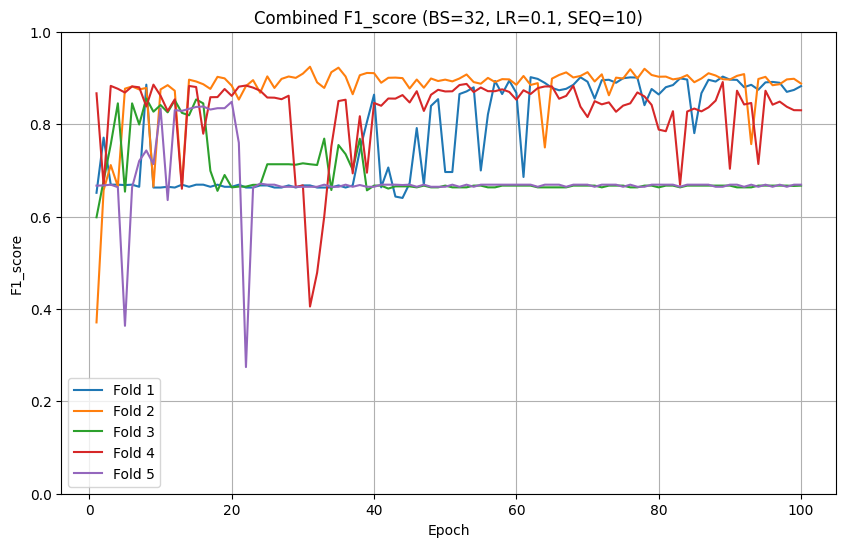 Combined F1_score (BS=32, LR=0.1, SEQ=10)
F1_score
1.0
0.8
0.6
0.4
0.2
0.0
Fold 1
Fold 2
Fold 3
Fold 4
Fold 5
0 20 40 60 80 100
Epoch